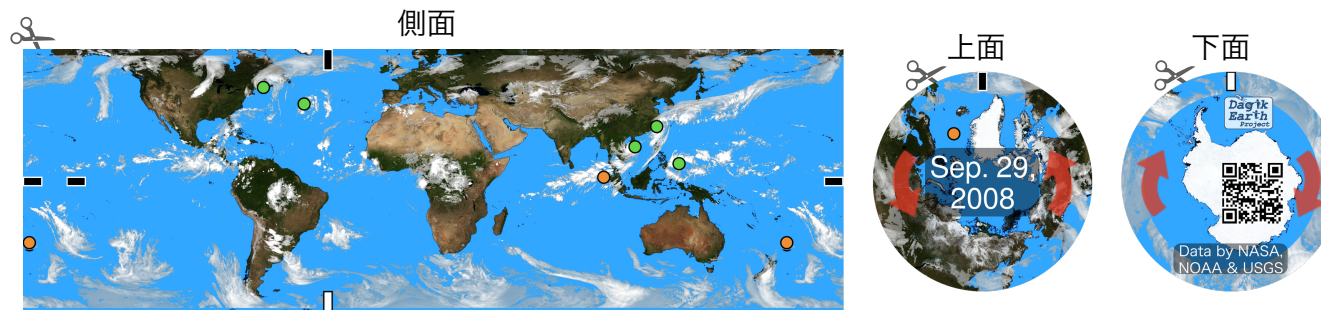 側面
上面
下面
Sep. 29,
2008
Dagik
Earth
Project
Data by NASA,
NOAA & USGS